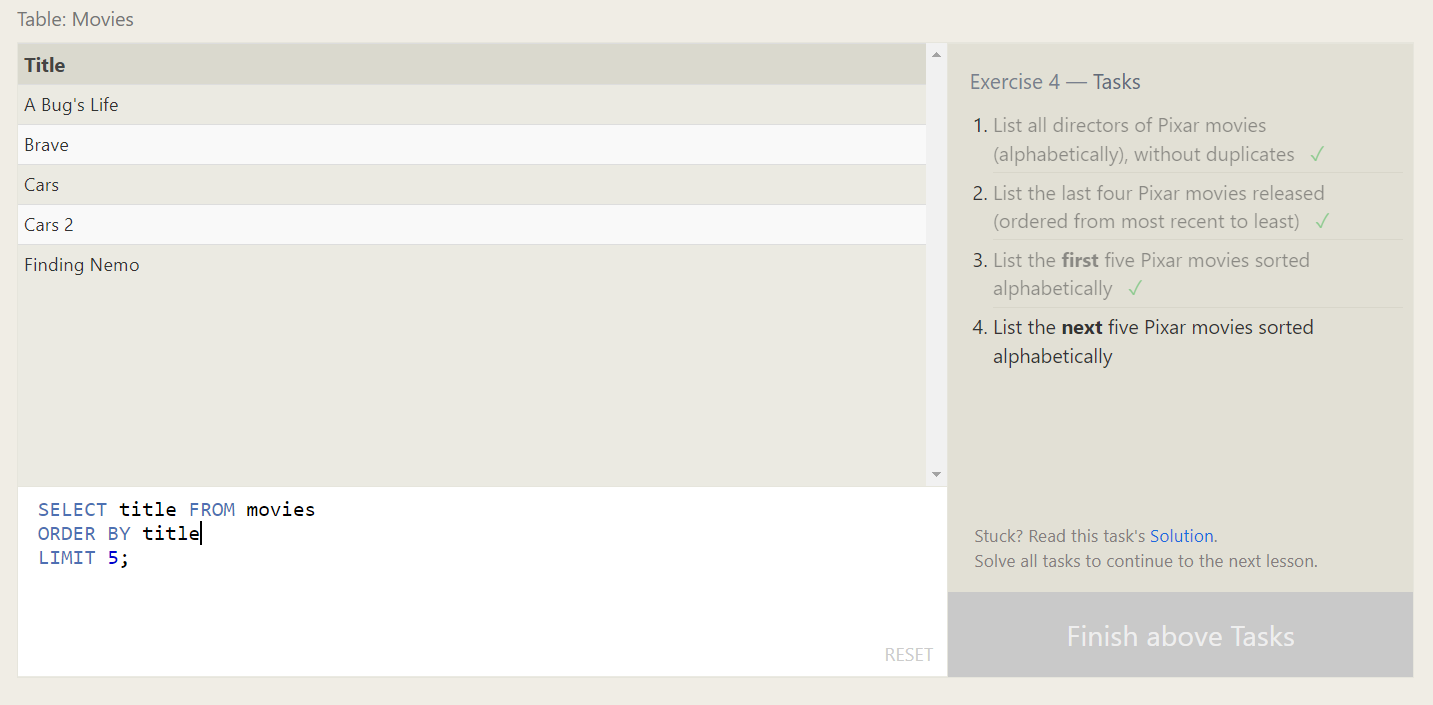 Table: Movies
Title
A Bug's Life
Brave
Cars
Cars 2
Finding Nemo
SELECT title FROM movies
ORDER BY title
LIMIT 5;
RESET
Exercise 4 — Tasks
1. List all directors of Pixar movies
(alphabetically), without duplicates ✓
2. List the last four Pixar movies released
(ordered from most recent to least) ✓
3. List the first five Pixar movies sorted
alphabetically ✓
4. List the next five Pixar movies sorted
alphabetically
Stuck? Read this task's Solution.
Solve all tasks to continue to the next lesson.
Finish above Tasks